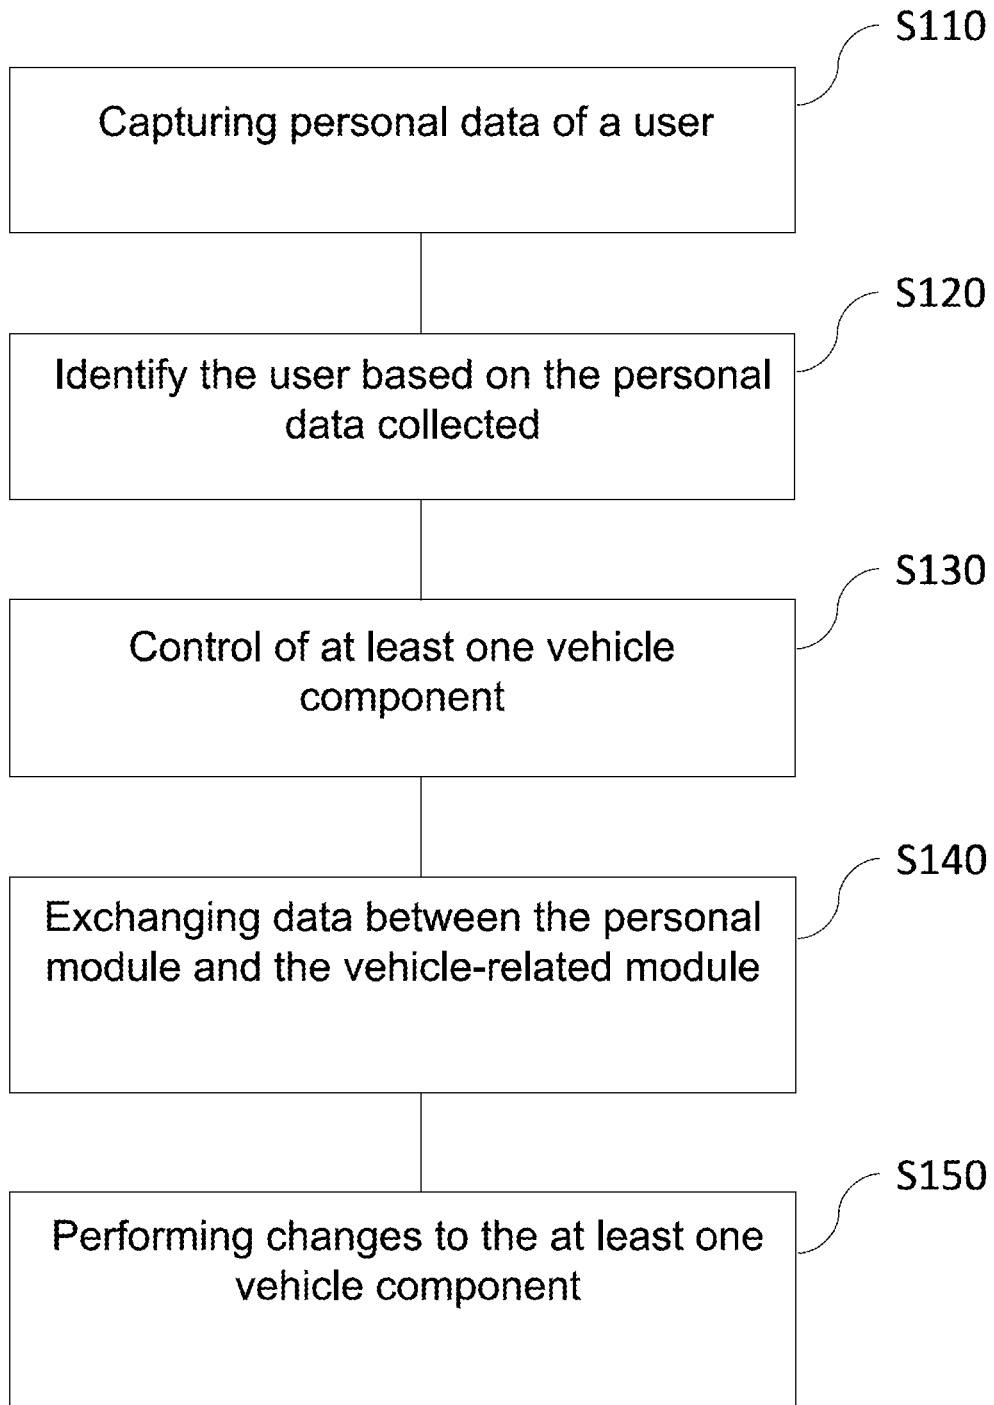 S110
Capturing personal data of a user
S120
Identify the user based on the personal
data collected
S130
Control of at least one vehicle
component
S140
Exchanging data between the personal
module and the vehicle-related module
S150
Performing changes to the at least one
vehicle component